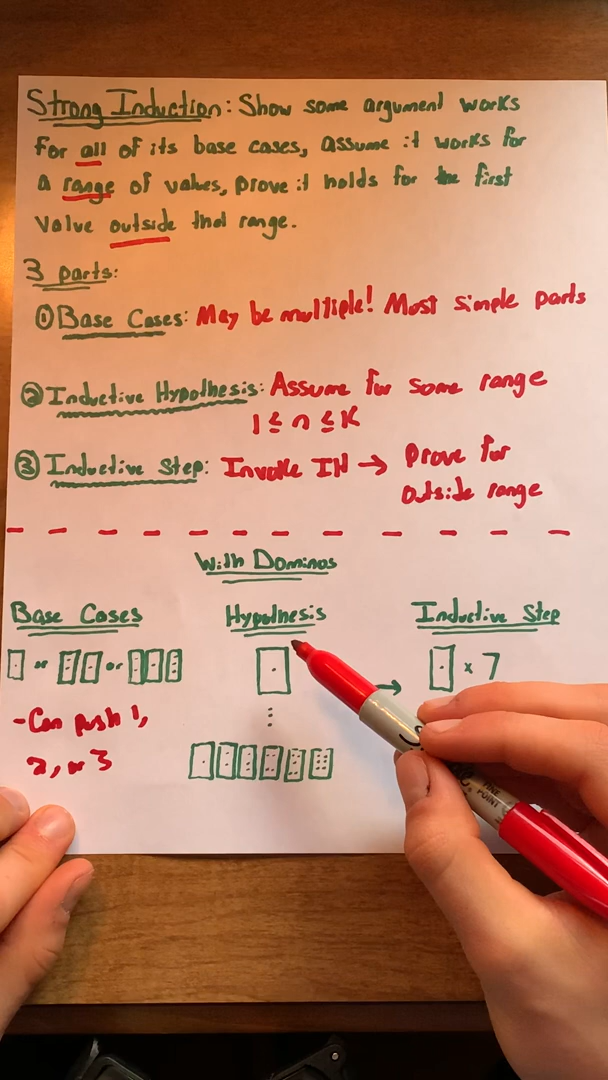 Strong Induction: Show some argument works
for all of its base cases, assume it works for
a range of values, prove it holds for the first
value outside that range.
3 parts:
① Base Cases: May be multiple! Most simple parts
② Inductive Hypothesis: Assume for some range
1 ≤ n ≤ K
③ Inductive Step: Invoke IH → Prove for
outside range
With Dominos
Base Cases Hypothesis Inductive Step
or or → x 7
-Can push 1,
2, or 3
FINE
POINT